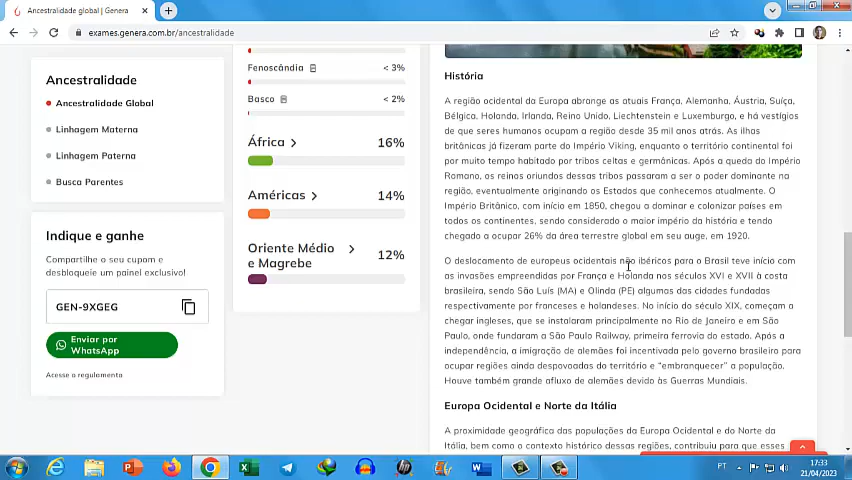 Ancestralidade global | Genera
exames.genera.com.br/ancestralidade
Ancestralidade
Ancestralidade Global
Linhagem Materna
Linhagem Paterna
Busca Parentes
Indique e ganhe
Compartilhe o seu cupom e
desbloqueie um painel exclusivo!
GEN-9XGEG
Enviar por
WhatsApp
Acesse o regulamento
Fenoscândia < 3%
Basco < 2%
África 16%
Américas 14%
Oriente Médio
e Magrebe 12%
História
A região ocidental da Europa abrange as atuais França, Alemanha, Áustria, Suíça,
Bélgica, Holanda, Irlanda, Reino Unido, Liechtenstein e Luxemburgo, e há vestígios
de que seres humanos ocupam a região desde 35 mil anos atrás. As ilhas
britânicas já fizeram parte do Império Viking, enquanto o território continental foi
por muito tempo habitado por tribos celtas e germânicas. Após a queda do Império
Romano, os reinos oriundos dessas tribos passaram a ser o poder dominante na
região, eventualmente originando os Estados que conhecemos atualmente. O
Império Britânico, com início em 1850, chegou a dominar e colonizar países em
todos os continentes, sendo considerado o maior império da história e tendo
chegado a ocupar 26% da área terrestre global em seu auge, em 1920.
O deslocamento de europeus ocidentais não ibéricos para o Brasil teve início com
as invasões empreendidas por França e Holanda nos séculos XVI e XVII à costa
brasileira, sendo São Luís (MA) e Olinda (PE) algumas das cidades fundadas
respectivamente por franceses e holandeses. No início do século XIX, começam a
chegar ingleses, que se instalaram principalmente no Rio de Janeiro e em São
Paulo, onde fundaram a São Paulo Railway, primeira ferrovia do estado. Após a
independência, a imigração de alemães foi incentivada pelo governo brasileiro para
ocupar regiões ainda despovoadas do território e “embranquecer” a população.
Houve também grande afluxo de alemães devido às Guerras Mundiais.
Europa Ocidental e Norte da Itália
A proximidade geográfica das populações da Europa Ocidental e do Norte da
Itália, bem como o contexto histórico dessas regiões, contribuiu para que esses
PT
17:33
21/04/2023